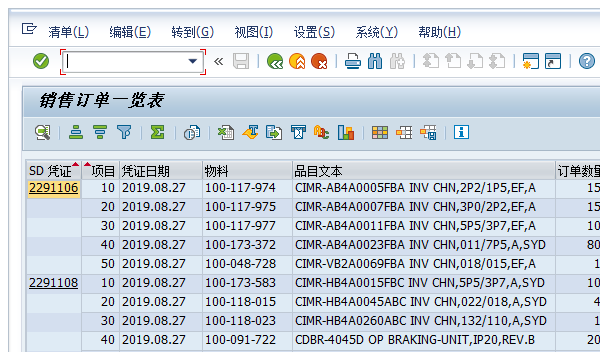 清单(L) 编辑(E) 转到(G) 视图(I) 设置(S) 系统(Y) 帮助(H)
销售订单一览表
SD 凭证 项目 凭证日期 物料 品目文本 订单数量
2291106 10 2019.08.27 100-117-974 CIMR-AB4A0005FBA INV CHN,2P2/1P5,EF,A 15
20 2019.08.27 100-117-975 CIMR-AB4A0007FBA INV CHN,3P0/2P2,EF,A 15
30 2019.08.27 100-117-977 CIMR-AB4A0011FBA INV CHN,5P5/3P7,EF,A 10
40 2019.08.27 100-173-372 CIMR-AB4A0023FBA INV CHN,011/7P5,A,SYD 80
50 2019.08.27 100-048-728 CIMR-VB2A0069FBA INV CHN,018/015,EF,A 1
2291108 10 2019.08.27 100-173-583 CIMR-HB4A0015FBC INV CHN,5P5/3P7,A,SYD 10
20 2019.08.27 100-118-015 CIMR-HB4A0045ABC INV CHN,022/018,A,SYD 4
30 2019.08.27 100-118-023 CIMR-HB4A0260ABC INV CHN,132/110,A,SYD 1
40 2019.08.27 100-091-722 CDBR-4045D OP BRAKING-UNIT,IP20,REV.B 20